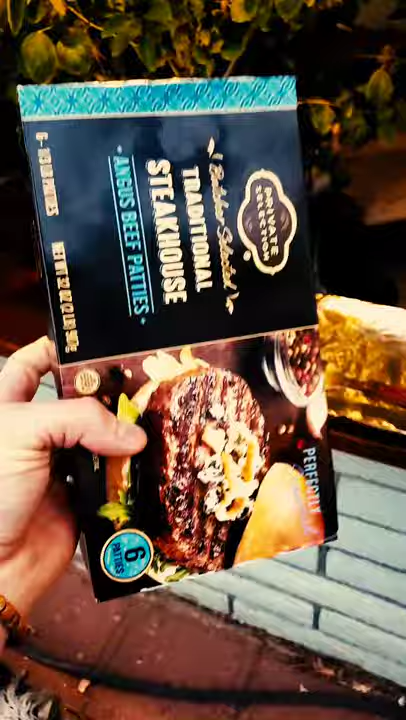 PRIVATE
SELECTION
Butcher Selected
TRADITIONAL
STEAKHOUSE
• ANGUS BEEF PATTIES •
PERFECTLY
6
PATTIES